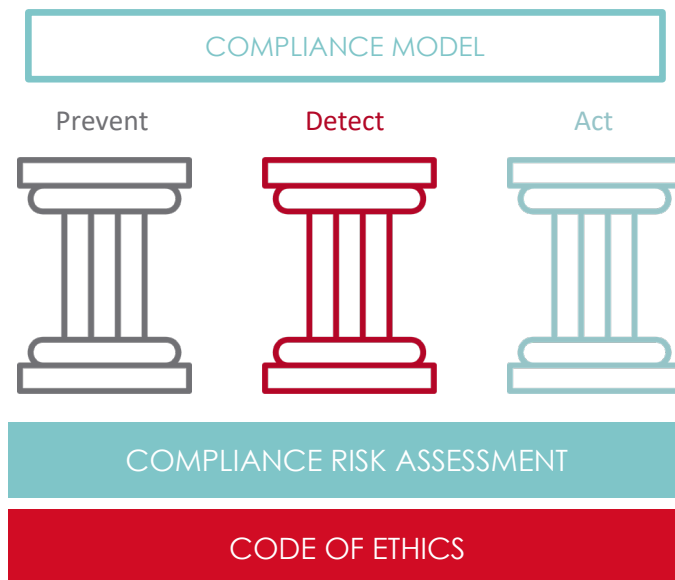 COMPLIANCE MODEL
Prevent
Detect
Act
COMPLIANCE RISK ASSESSMENT
CODE OF ETHICS